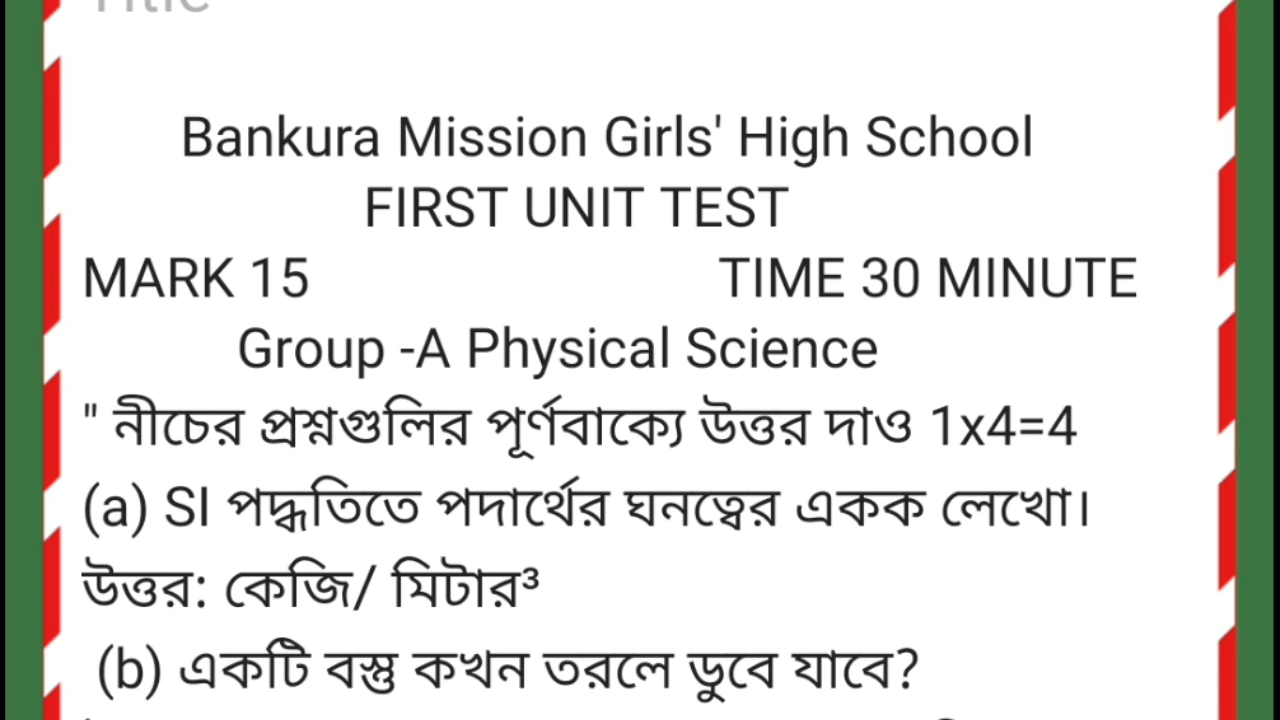 Title
Bankura Mission Girls' High School
FIRST UNIT TEST
MARK 15 TIME 30 MINUTE
Group -A Physical Science
" নীচের প্রশ্নগুলির পূর্ণবাক্যে উত্তর দাও 1x4=4
(a) SI পদ্ধতিতে পদার্থের ঘনত্বের একক লেখো।
উত্তর: কেজি/ মিটার³
(b) একটি বস্তু কখন তরলে ডুবে যাবে?